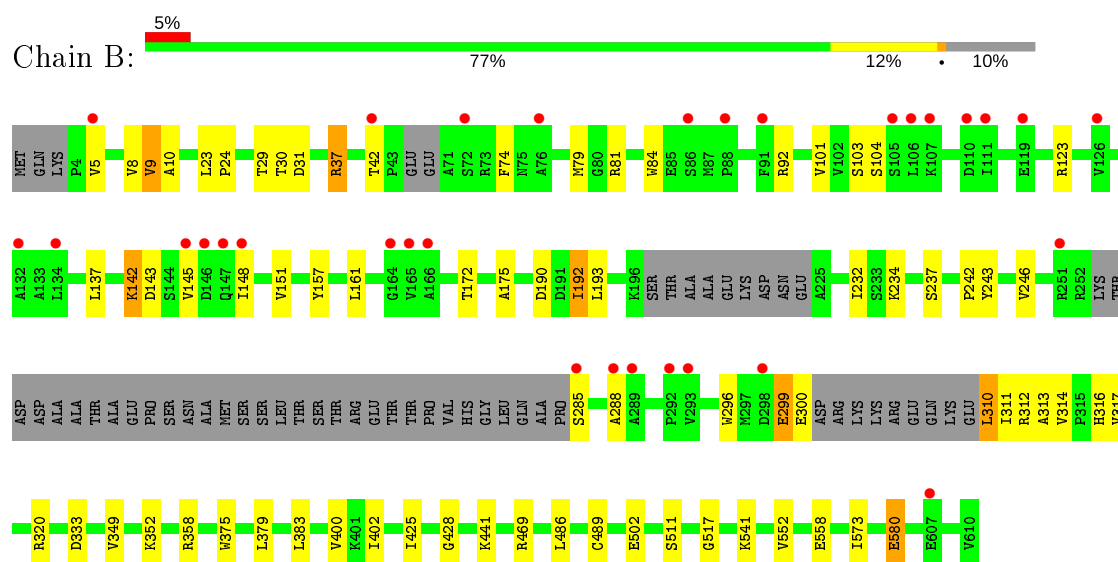 5%
Chain B:
77% 12% • 10%
MET GLN LYS P4 V5 V8 V9 A10 L23 P24 T29 T30 D31 R37 T42 P43 GLU GLU A71 S72 R73 F74 N75 A76 M79 G80 R81 W84 E85 S86 M87 P88 F91 R92 V101 V102 S103 S104 S105 L106 K107 D110 I111 E119 R123 V126
A132 A133 L134 L137 K142 D143 S144 V145 D146 Q147 I148 V151 Y157 L161 G164 V165 A166 T172 A175 D190 D191 I192 L193 K196 SER THR ALA ALA GLU LYS ASP ASN GLU A225 I232 S233 K234 S237 P242 Y243 V246 R251 R252 LYS THR
ASP ASP ALA ALA THR ALA GLU PRO SER ASN ALA MET SER SER LEU THR SER THR ARG GLU THR THR PRO VAL HIS GLY LEU GLN ALA PRO S285 A288 A289 P292 V293 W296 M297 D298 E299 E300 ASP ARG LYS LYS ARG GLU GLN LYS GLU L310 I311 R312 A313 V314 P315 H316 V317
R320 D333 V349 K352 R358 W375 L379 L383 V400 K401 I402 I425 G428 K441 R469 L486 C489 E502 S511 G517 K541 V552 E558 I573 E580 E607 V610